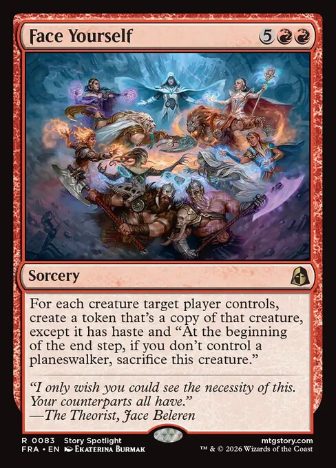 Face Yourself 5
Sorcery
For each creature target player controls,
create a token that's a copy of that creature,
except it has haste and “At the beginning
of the end step, if you don't control a
planeswalker, sacrifice this creature.”
“I only wish you could see the necessity of this.
Your counterparts all have.”
—The Theorist, Jace Beleren
R 0083 Story Spotlight mtgstory.com
FRA • EN Ekaterina Burmak ™ & © 2026 Wizards of the Coast